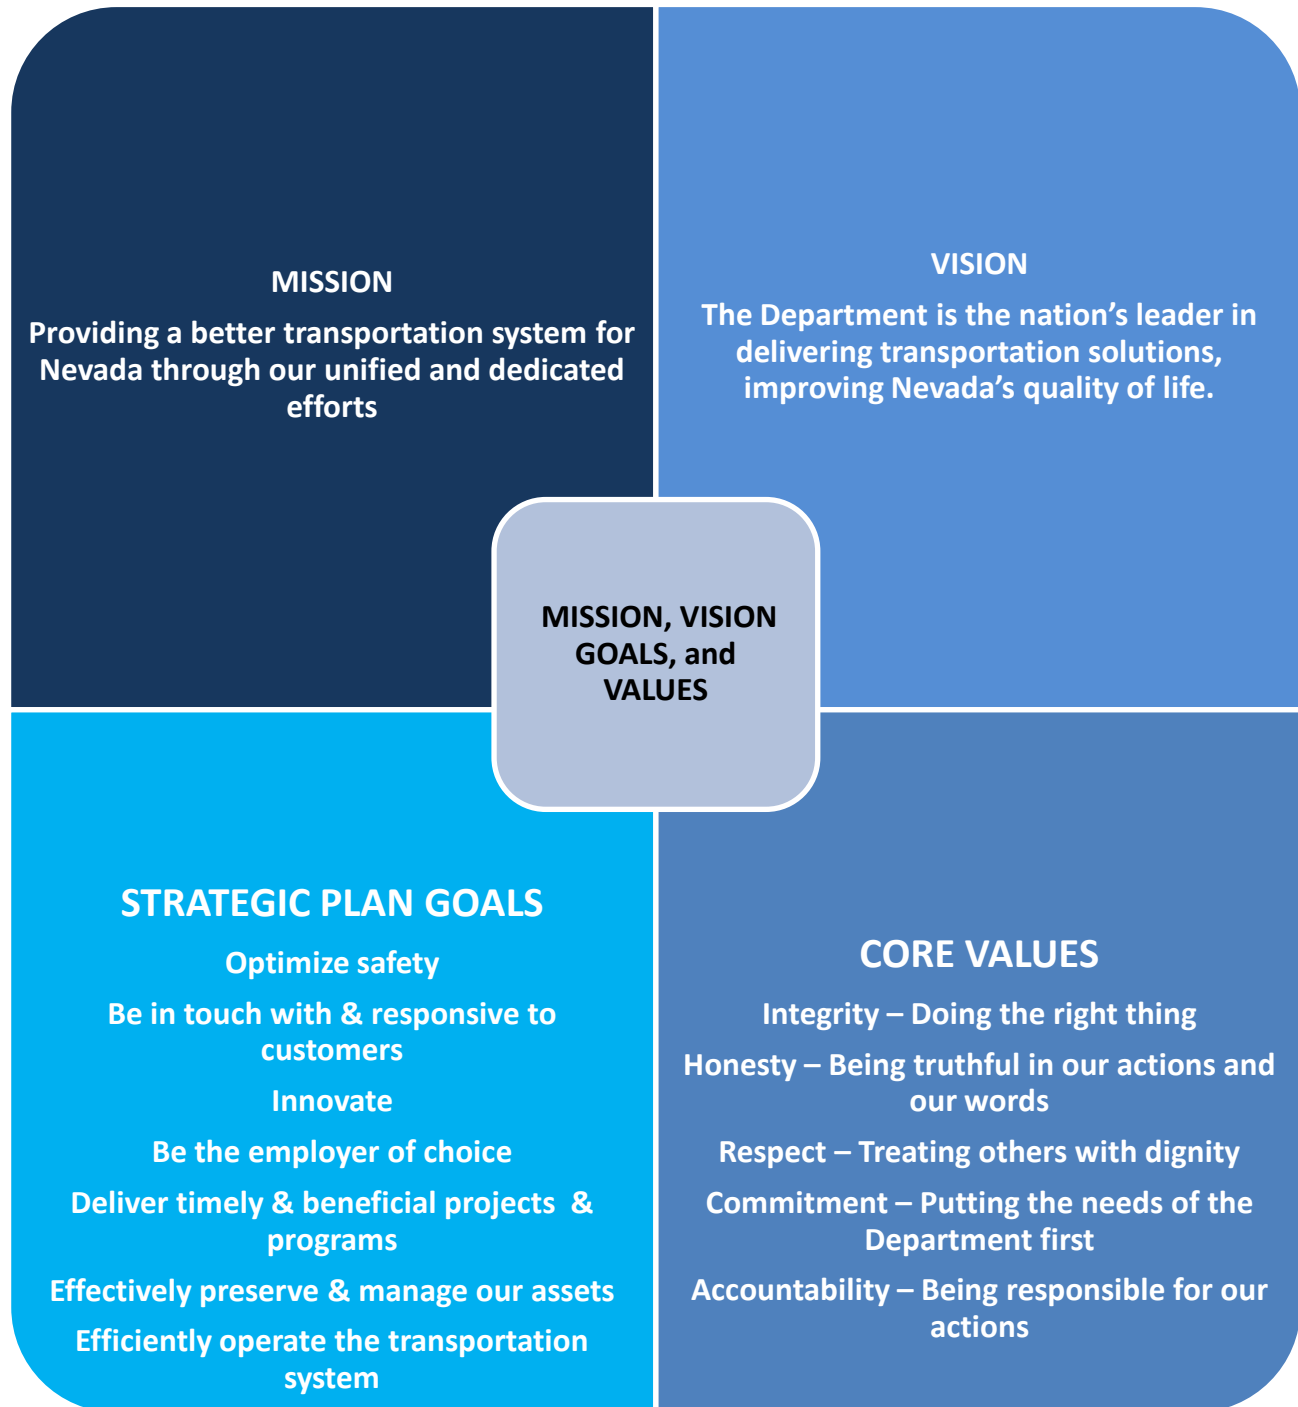 MISSION
Providing a better transportation system for
Nevada through our unified and dedicated
efforts
VISION
The Department is the nation’s leader in
delivering transportation solutions,
improving Nevada’s quality of life.
MISSION, VISION
GOALS, and
VALUES
STRATEGIC PLAN GOALS
Optimize safety
Be in touch with & responsive to
customers
Innovate
Be the employer of choice
Deliver timely & beneficial projects  &
programs
Effectively preserve & manage our assets
Efficiently operate the transportation
system
CORE VALUES
Integrity – Doing the right thing
Honesty – Being truthful in our actions and
our words
Respect – Treating others with dignity
Commitment – Putting the needs of the
Department first
Accountability – Being responsible for our
actions